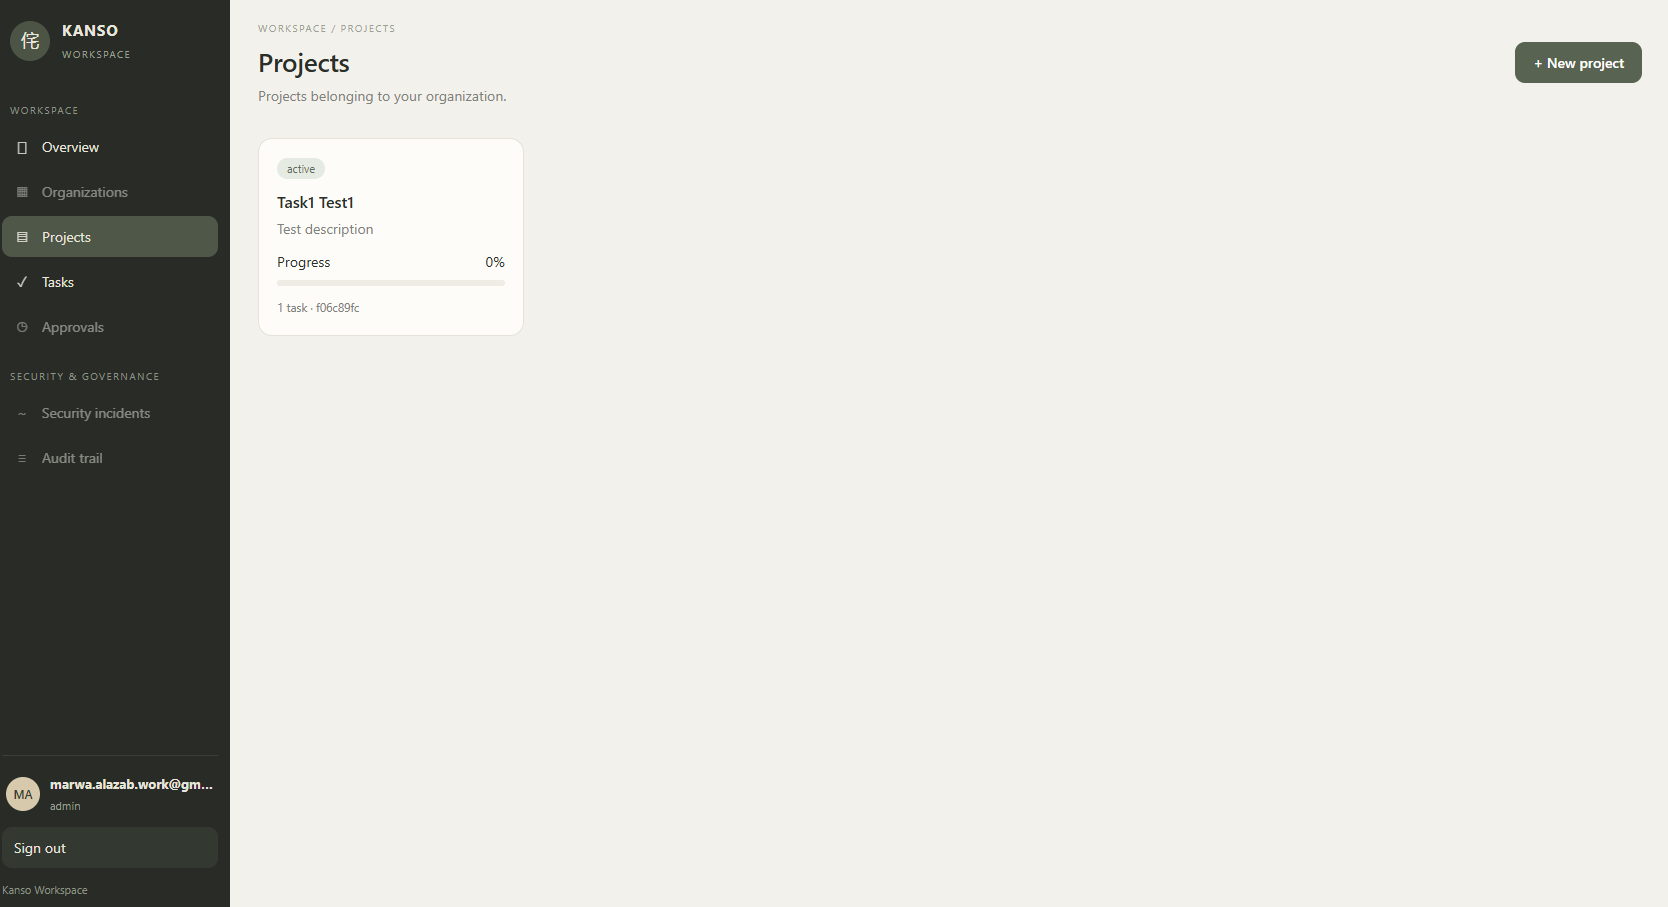 侘
KANSO
WORKSPACE
WORKSPACE
Overview
Organizations
Projects
Tasks
Approvals
SECURITY & GOVERNANCE
Security incidents
Audit trail
MA
marwa.alazab.work@gm...
admin
Sign out
Kanso Workspace
WORKSPACE / PROJECTS
Projects
Projects belonging to your organization.
+ New project
active
Task1 Test1
Test description
Progress 0%
1 task · f06c89fc